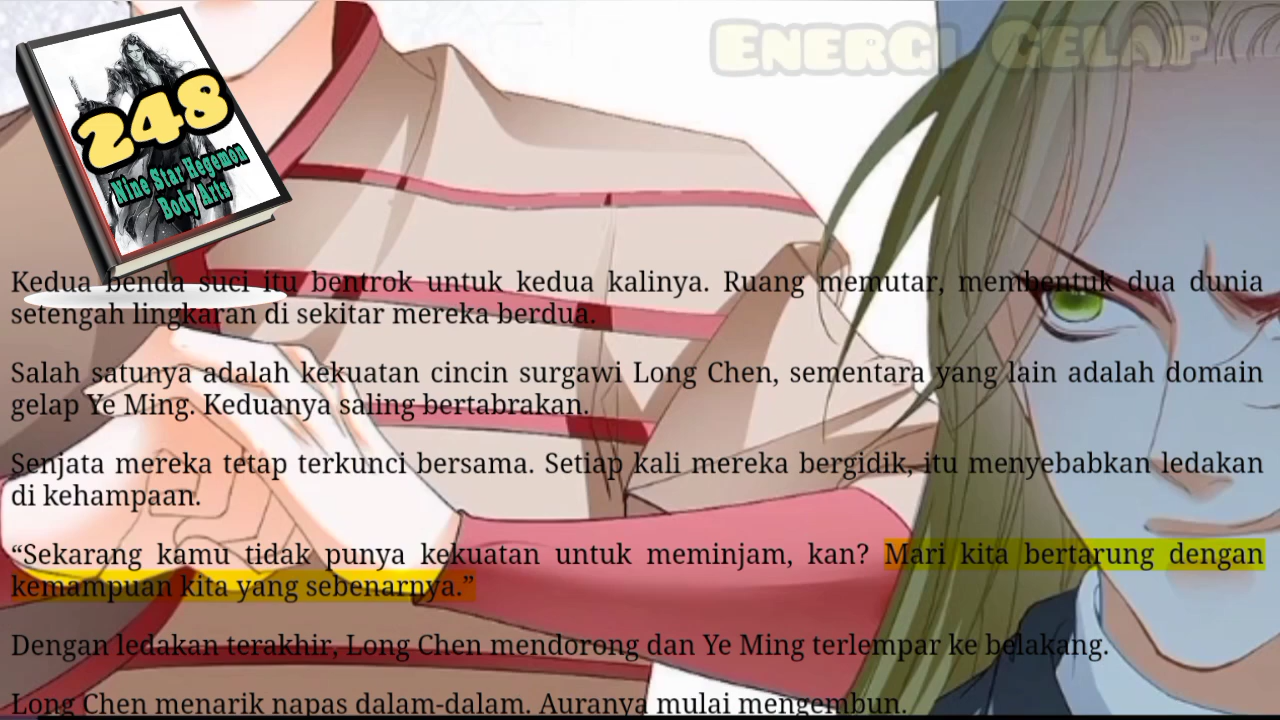 ENERGI GELAP
248
Nine Star Hegemon
Body Arts
Kedua benda suci itu bentrok untuk kedua kalinya. Ruang memutar, membentuk dua dunia
setengah lingkaran di sekitar mereka berdua.
Salah satunya adalah kekuatan cincin surgawi Long Chen, sementara yang lain adalah domain
gelap Ye Ming. Keduanya saling bertabrakan.
Senjata mereka tetap terkunci bersama. Setiap kali mereka bergidik, itu menyebabkan ledakan
di kehampaan.
“Sekarang kamu tidak punya kekuatan untuk meminjam, kan? Mari kita bertarung dengan
kemampuan kita yang sebenarnya.”
Dengan ledakan terakhir, Long Chen mendorong dan Ye Ming terlempar ke belakang.
Long Chen menarik napas dalam-dalam. Auranya mulai mengembun.